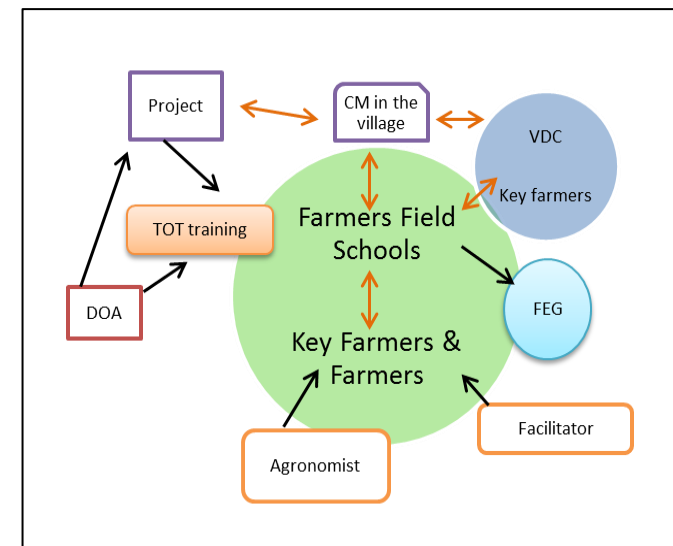 Project
CM in the
village
VDC
Key farmers
TOT training
Farmers Field
Schools
DOA
FEG
Key Farmers &
Farmers
Facilitator
Agronomist